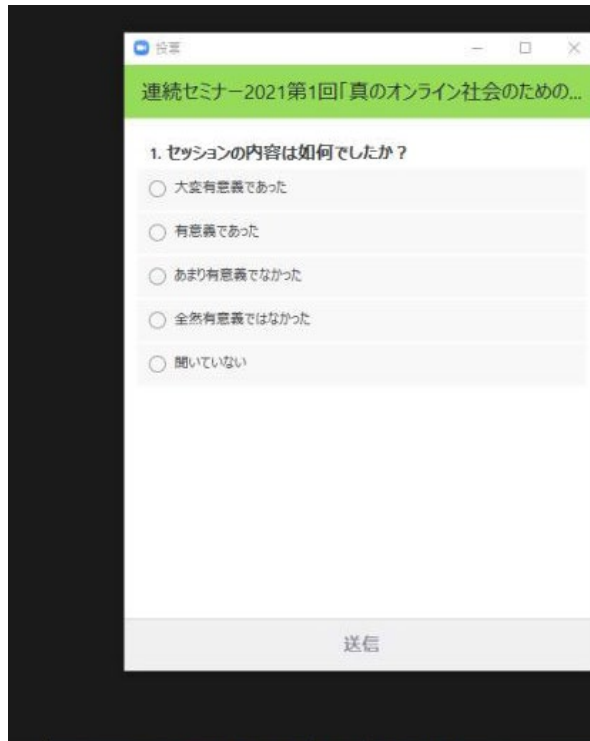 投票
連続セミナー2021第1回「真のオンライン社会のための...
1. セッションの内容は如何でしたか？
大変有意義であった
有意義であった
あまり有意義でなかった
全然有意義ではなかった
聞いていない
送信